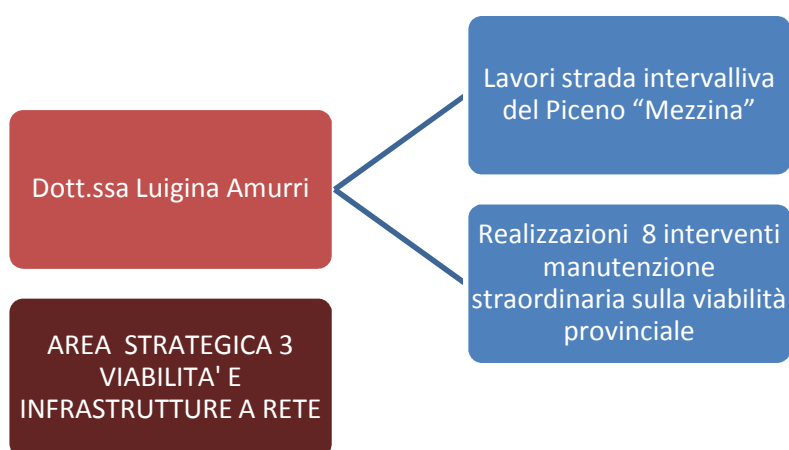 Lavori strada intervalliva
del Piceno “Mezzina”
Dott.ssa Luigina Amurri
Realizzazioni 8 interventi
manutenzione
straordinaria sulla viabilità
provinciale
AREA STRATEGICA 3
VIABILITA' E
INFRASTRUTTURE A RETE